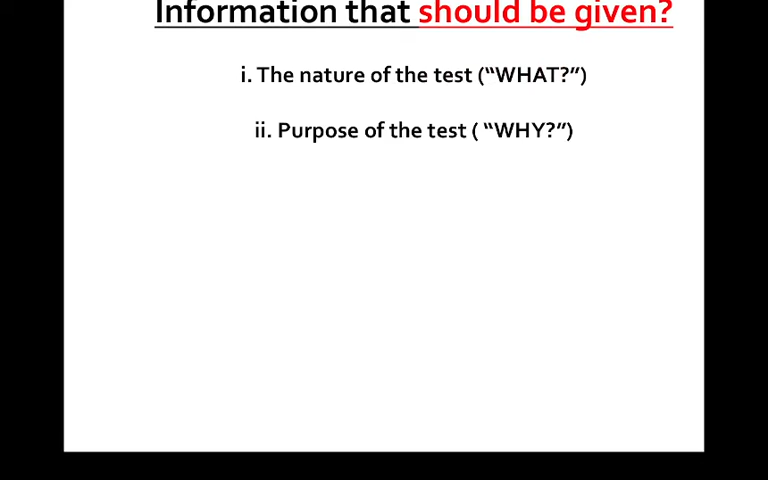 Information that should be given?
i. The nature of the test (“WHAT?”)
ii. Purpose of the test ( “WHY?”)